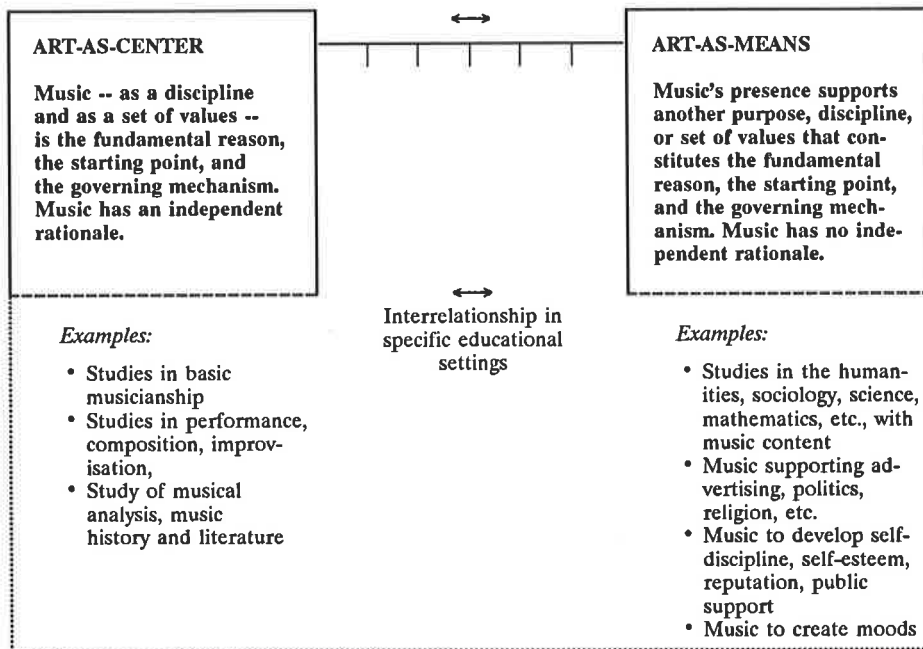 ART-AS-CENTER
Music -- as a discipline
and as a set of values --
is the fundamental reason,
the starting point, and
the governing mechanism.
Music has an independent
rationale.
ART-AS-MEANS
Music's presence supports
another purpose, discipline,
or set of values that con-
stitutes the fundamental
reason, the starting point,
and the governing mech-
anism. Music has no inde-
pendent rationale.
Interrelationship in
specific educational
settings
Examples:
• Studies in basic
musicianship
• Studies in performance,
composition, improv-
isation,
• Study of musical
analysis, music
history and literature
Examples:
• Studies in the human-
ities, sociology, science,
mathematics, etc., with
music content
• Music supporting ad-
vertising, politics,
religion, etc.
• Music to develop self-
discipline, self-esteem,
reputation, public
support
• Music to create moods